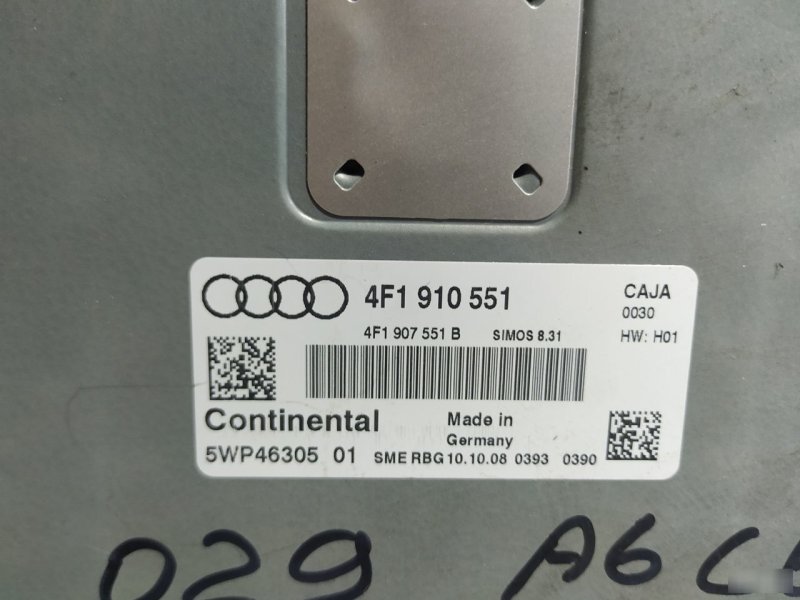 4F1 910 551
CAJA
0030
4F1 907 551 B SIMOS 8.31 HW: H01
Continental
Made in
Germany
5WP46305 01 SME RBG 10.10.08 0393 0390
029 A6